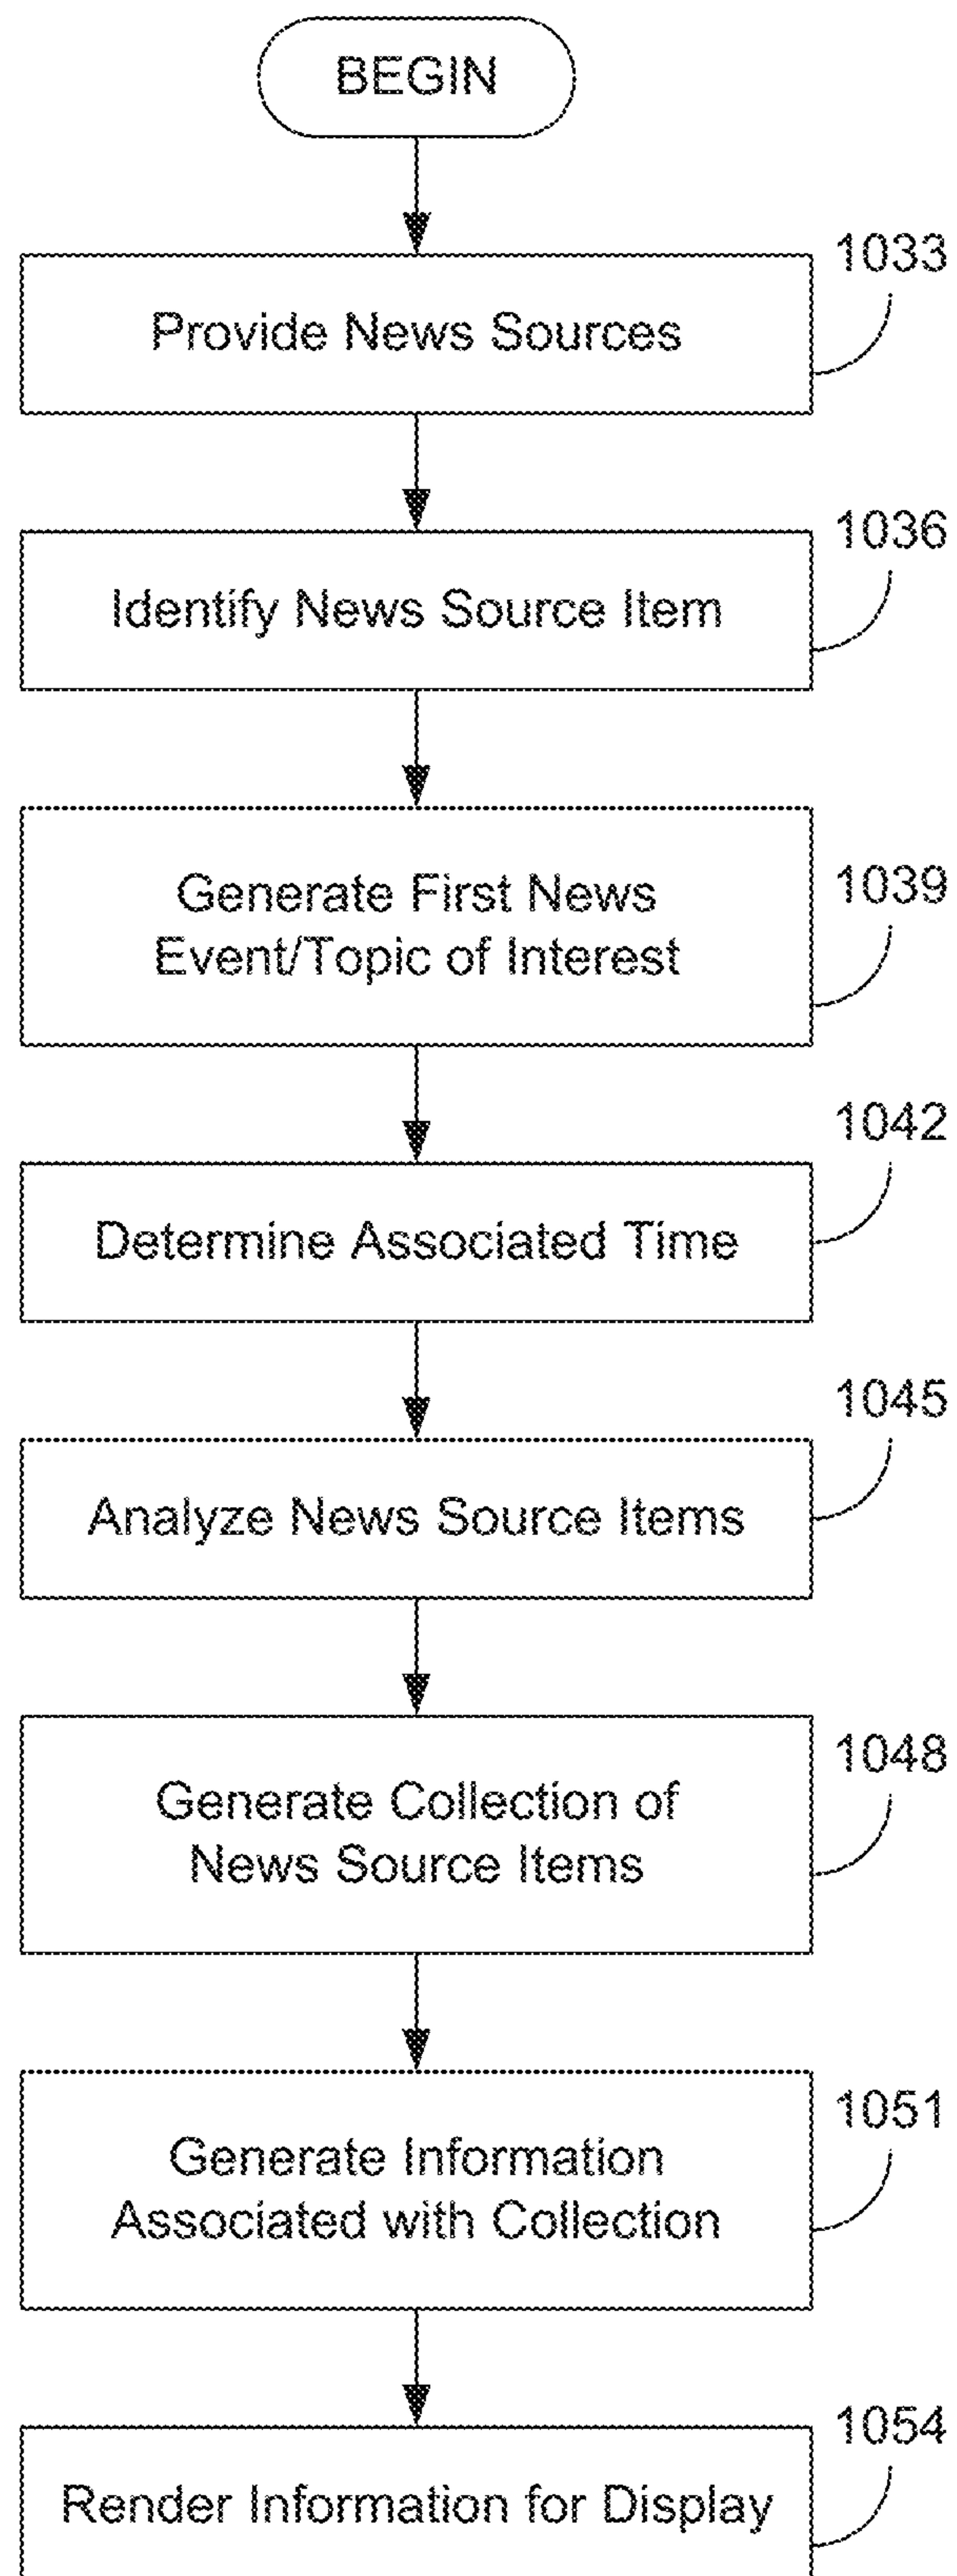 BEGIN
1033
Provide News Sources
1036
Identify News Source Item
1039
Generate First News
Event/Topic of Interest
1042
Determine Associated Time
1045
Analyze News Source Items
1048
Generate Collection of
News Source Items
1051
Generate Information
Associated with Collection
1054
Render Information for Display